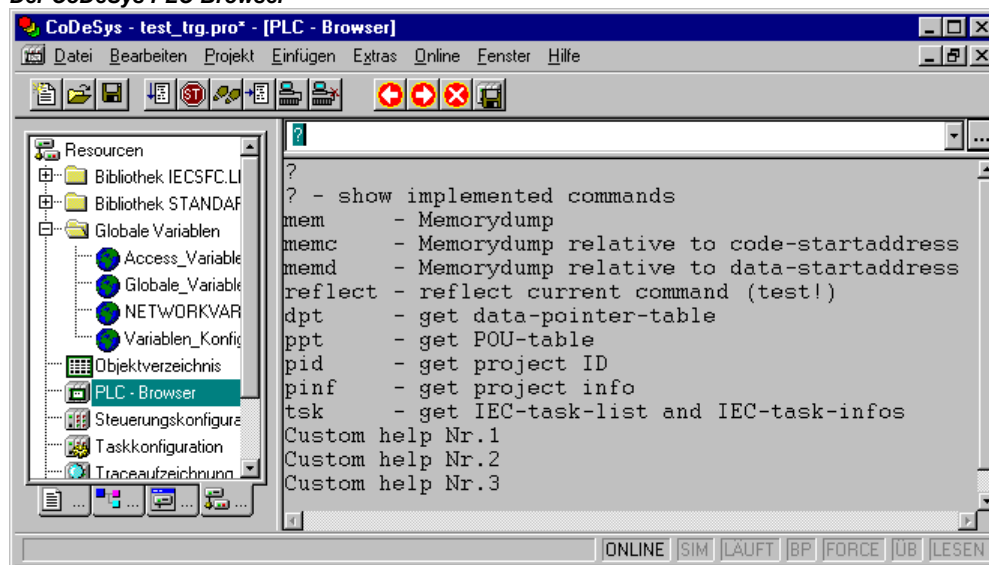 Der CoDeSys PLC-Browser
CoDeSys - test_trg.pro* - [PLC - Browser]
Datei Bearbeiten Projekt Einfügen Extras Online Fenster Hilfe
?
...
Resourcen
Bibliothek IECSFC.LI
Bibliothek STANDAR
Globale Variablen
Access_Variable
Globale_Variable
NETWORKVAR
Variablen_Konfig
Objektverzeichnis
PLC - Browser
Steuerungskonfigura
Taskkonfiguration
Traceaufzeichnung
... ... ... ...
?
? - show implemented commands
mem - Memorydump
memc - Memorydump relative to code-startaddress
memd - Memorydump relative to data-startaddress
reflect - reflect current command (test!)
dpt - get data-pointer-table
ppt - get POU-table
pid - get project ID
pinf - get project info
tsk - get IEC-task-list and IEC-task-infos
Custom help Nr.1
Custom help Nr.2
Custom help Nr.3
ONLINE SIM LÄUFT BP FORCE ÜB LESEN